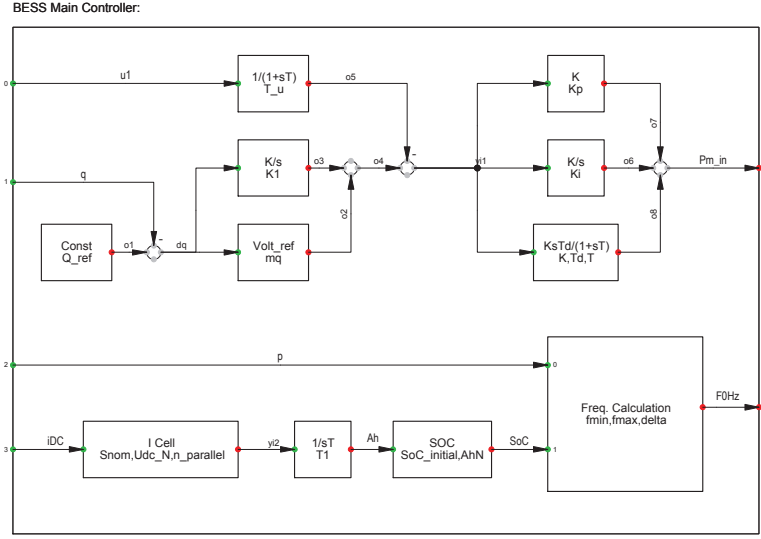 BESS Main Controller:
0
u1
1/(1+sT)
T_u
o5
-
K
Kp
o7
1
q
K/s
K1
o3
o4
yi1
K/s
Ki
o6
Pm_in
Const
Q_ref
o1
-
dq
Volt_ref
mq
o2
KsTd/(1+sT)
K,Td,T
o8
2
p
0
Freq. Calculation
fmin,fmax,delta
F0Hz
3
iDC
I Cell
Snom,Udc_N,n_parallel
yi2
1/sT
T1
Ah
SOC
SoC_initial,AhN
SoC
1